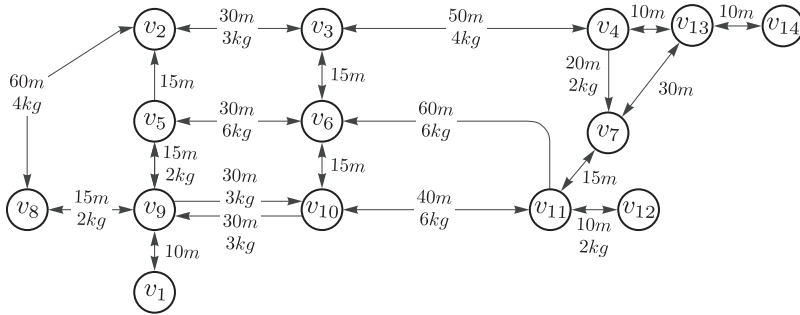 v2 30m 3kg v3 50m 4kg v4 10m v13 10m v14
60m 4kg 15m 15m 20m 2kg 30m
v5 30m 6kg v6 60m 6kg v7
15m 2kg 15m 15m
v8 15m 2kg v9 30m 3kg 30m 3kg v10 40m 6kg v11 10m 2kg v12
10m
v1